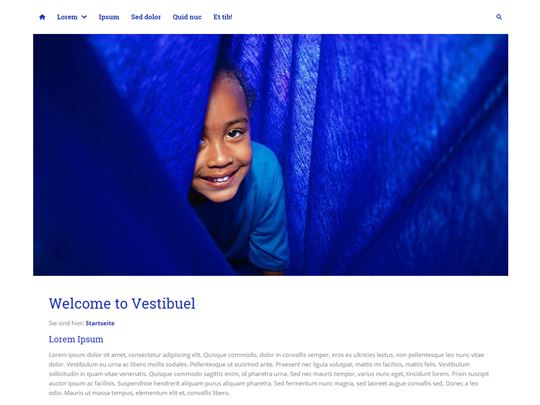 Lorem Ipsum Sed dolor Quid nuc Et tib!
Welcome to Vestibuel
Sie sind hier: Startseite
Lorem Ipsum
Lorem ipsum dolor sit amet, consectetur adipiscing elit. Quisque commodo, dolor in convallis semper, eros ex ultricies lectus, non pellentesque leo nunc vitae
dolor. Vestibulum eu urna ac libero mollis sodales. Pellentesque ut euismod ante. Praesent nec ligula volutpat, mattis mi facilisis, mattis felis. Vestibulum
sollicitudin in quam vitae venenatis. Quisque commodo sagittis enim, id pharetra urna. Sed nec mauris tempor, varius nunc eget, tincidunt lorem. Proin suscipit
auctor ipsum ac facilisis. Suspendisse hendrerit aliquam purus aliquam pharetra. Sed fermentum nunc magna, sed laoreet augue convallis sed. Donec a leo
odio. Mauris ut massa tempus, elementum elit et, convallis libero.